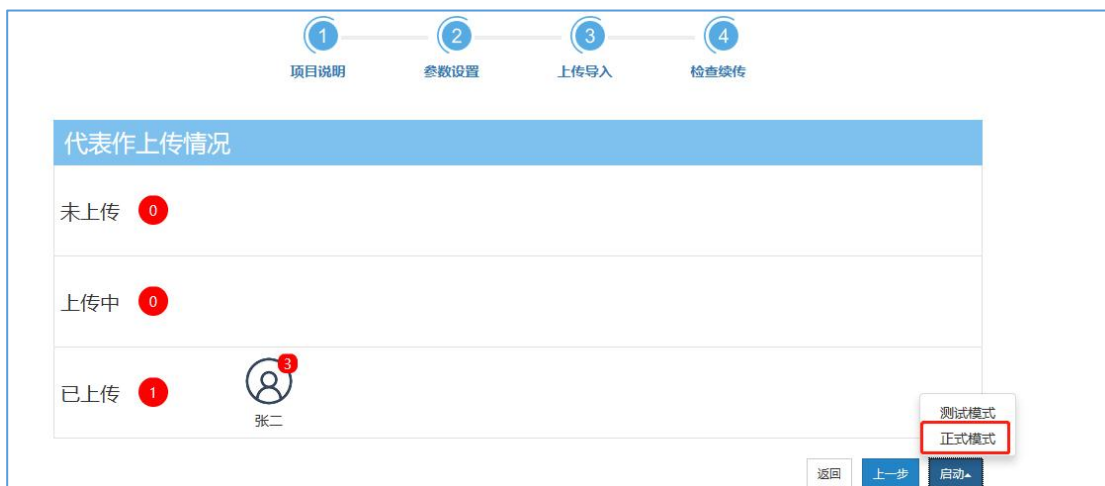 1 2 3 4
项目说明 参数设置 上传导入 检查续传
代表作上传情况
未上传 0
上传中 0
已上传 1
3
张二
测试模式
正式模式
返回 上一步 启动